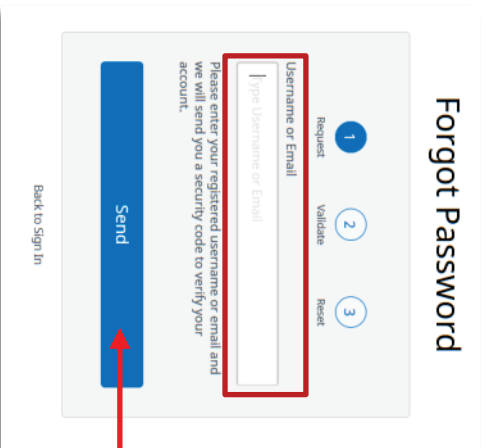 Forgot Password
1 2 3
Request Validate Reset
Username or Email
Type Username or Email
Please enter your registered username or email and
we will send you a security code to verify your
account.
Send
Back to Sign In